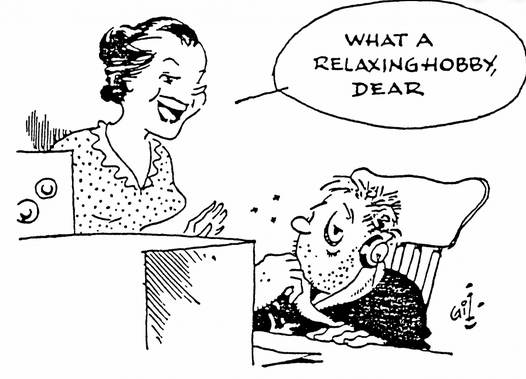 WHAT A
RELAXING HOBBY,
DEAR
Gil